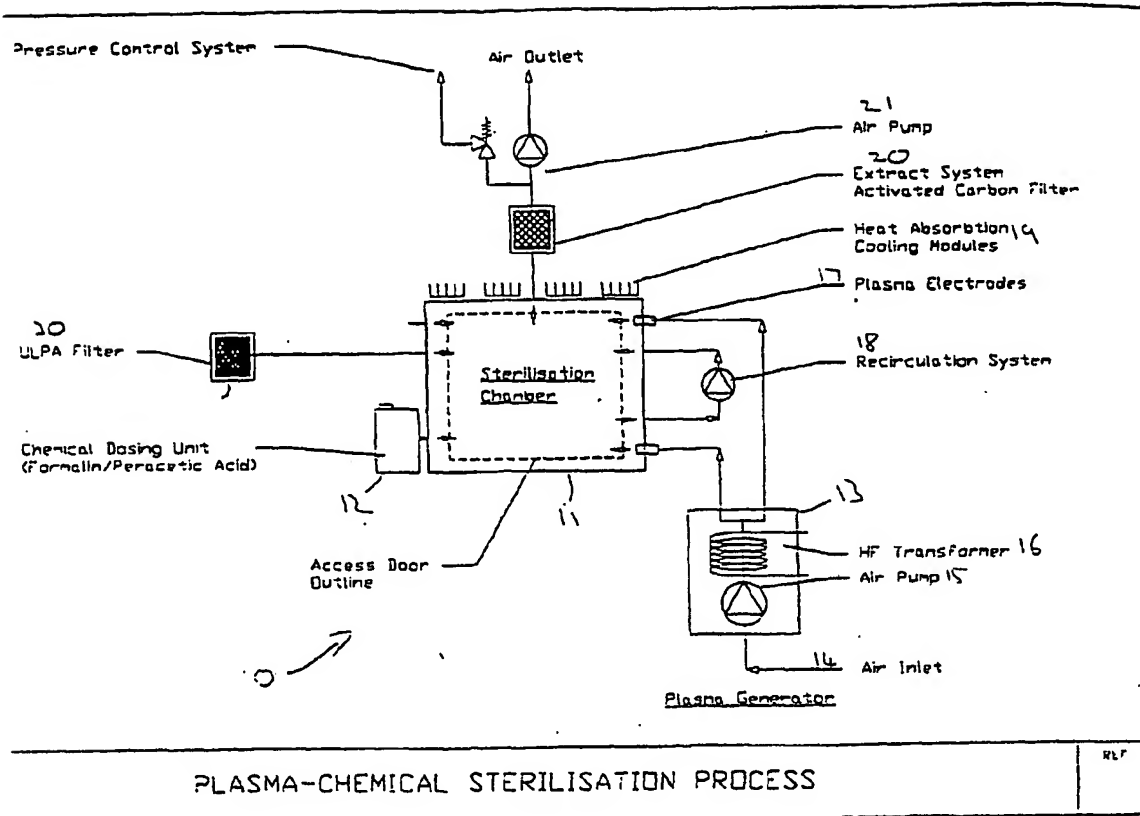 Pressure Control System
Air Outlet
21
Air Pump
20
Extract System
Activated Carbon Filter
Heat Absorbtion 19
Cooling Modules
17 Plasma Electrodes
20
ULPA Filter
18
Recirculation System
Sterilisation
Chamber
Chemical Dosing Unit
(Formalin/Peracetic Acid)
12
11
13
HF Transformer 16
Air Pump 15
Access Door
Outline
14 Air Inlet
Plasma Generator
PLASMA-CHEMICAL STERILISATION PROCESS
REF